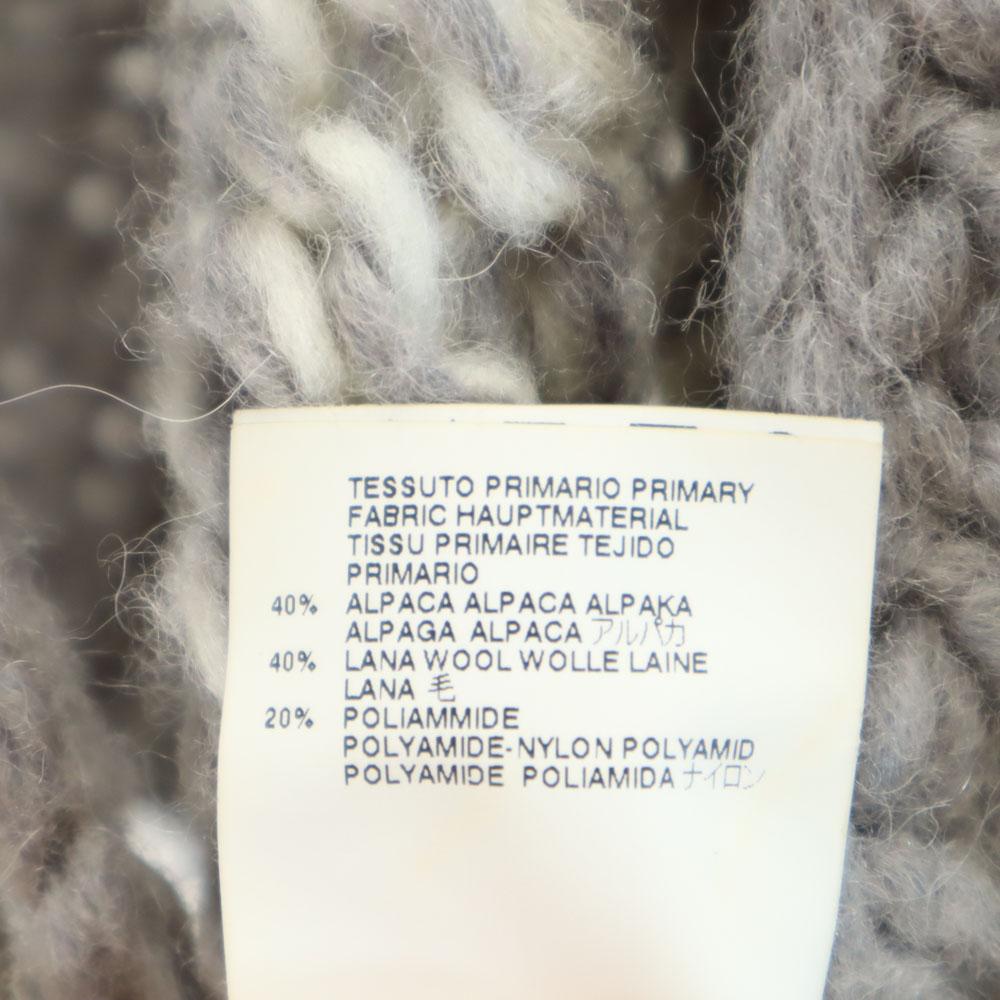 TESSUTO PRIMARIO PRIMARY
FABRIC HAUPTMATERIAL
TISSU PRIMAIRE TEJIDO
PRIMARIO
40% ALPACA ALPACA ALPAKA
ALPAGA ALPACA アルパカ
40% LANA WOOL WOLLE LAINE
LANA 毛
20% POLIAMMIDE
POLYAMIDE-NYLON POLYAMID
POLYAMIDE POLIAMIDA ナイロン